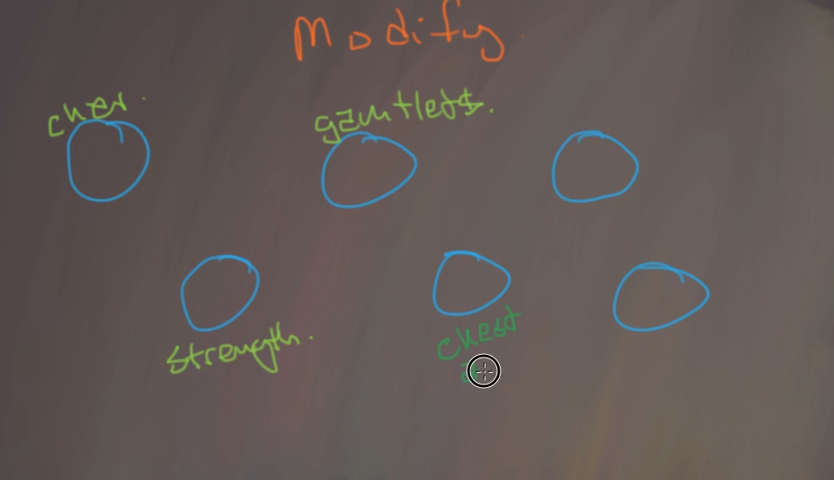 Modify
cher.
gauntlets.
strength.
chest